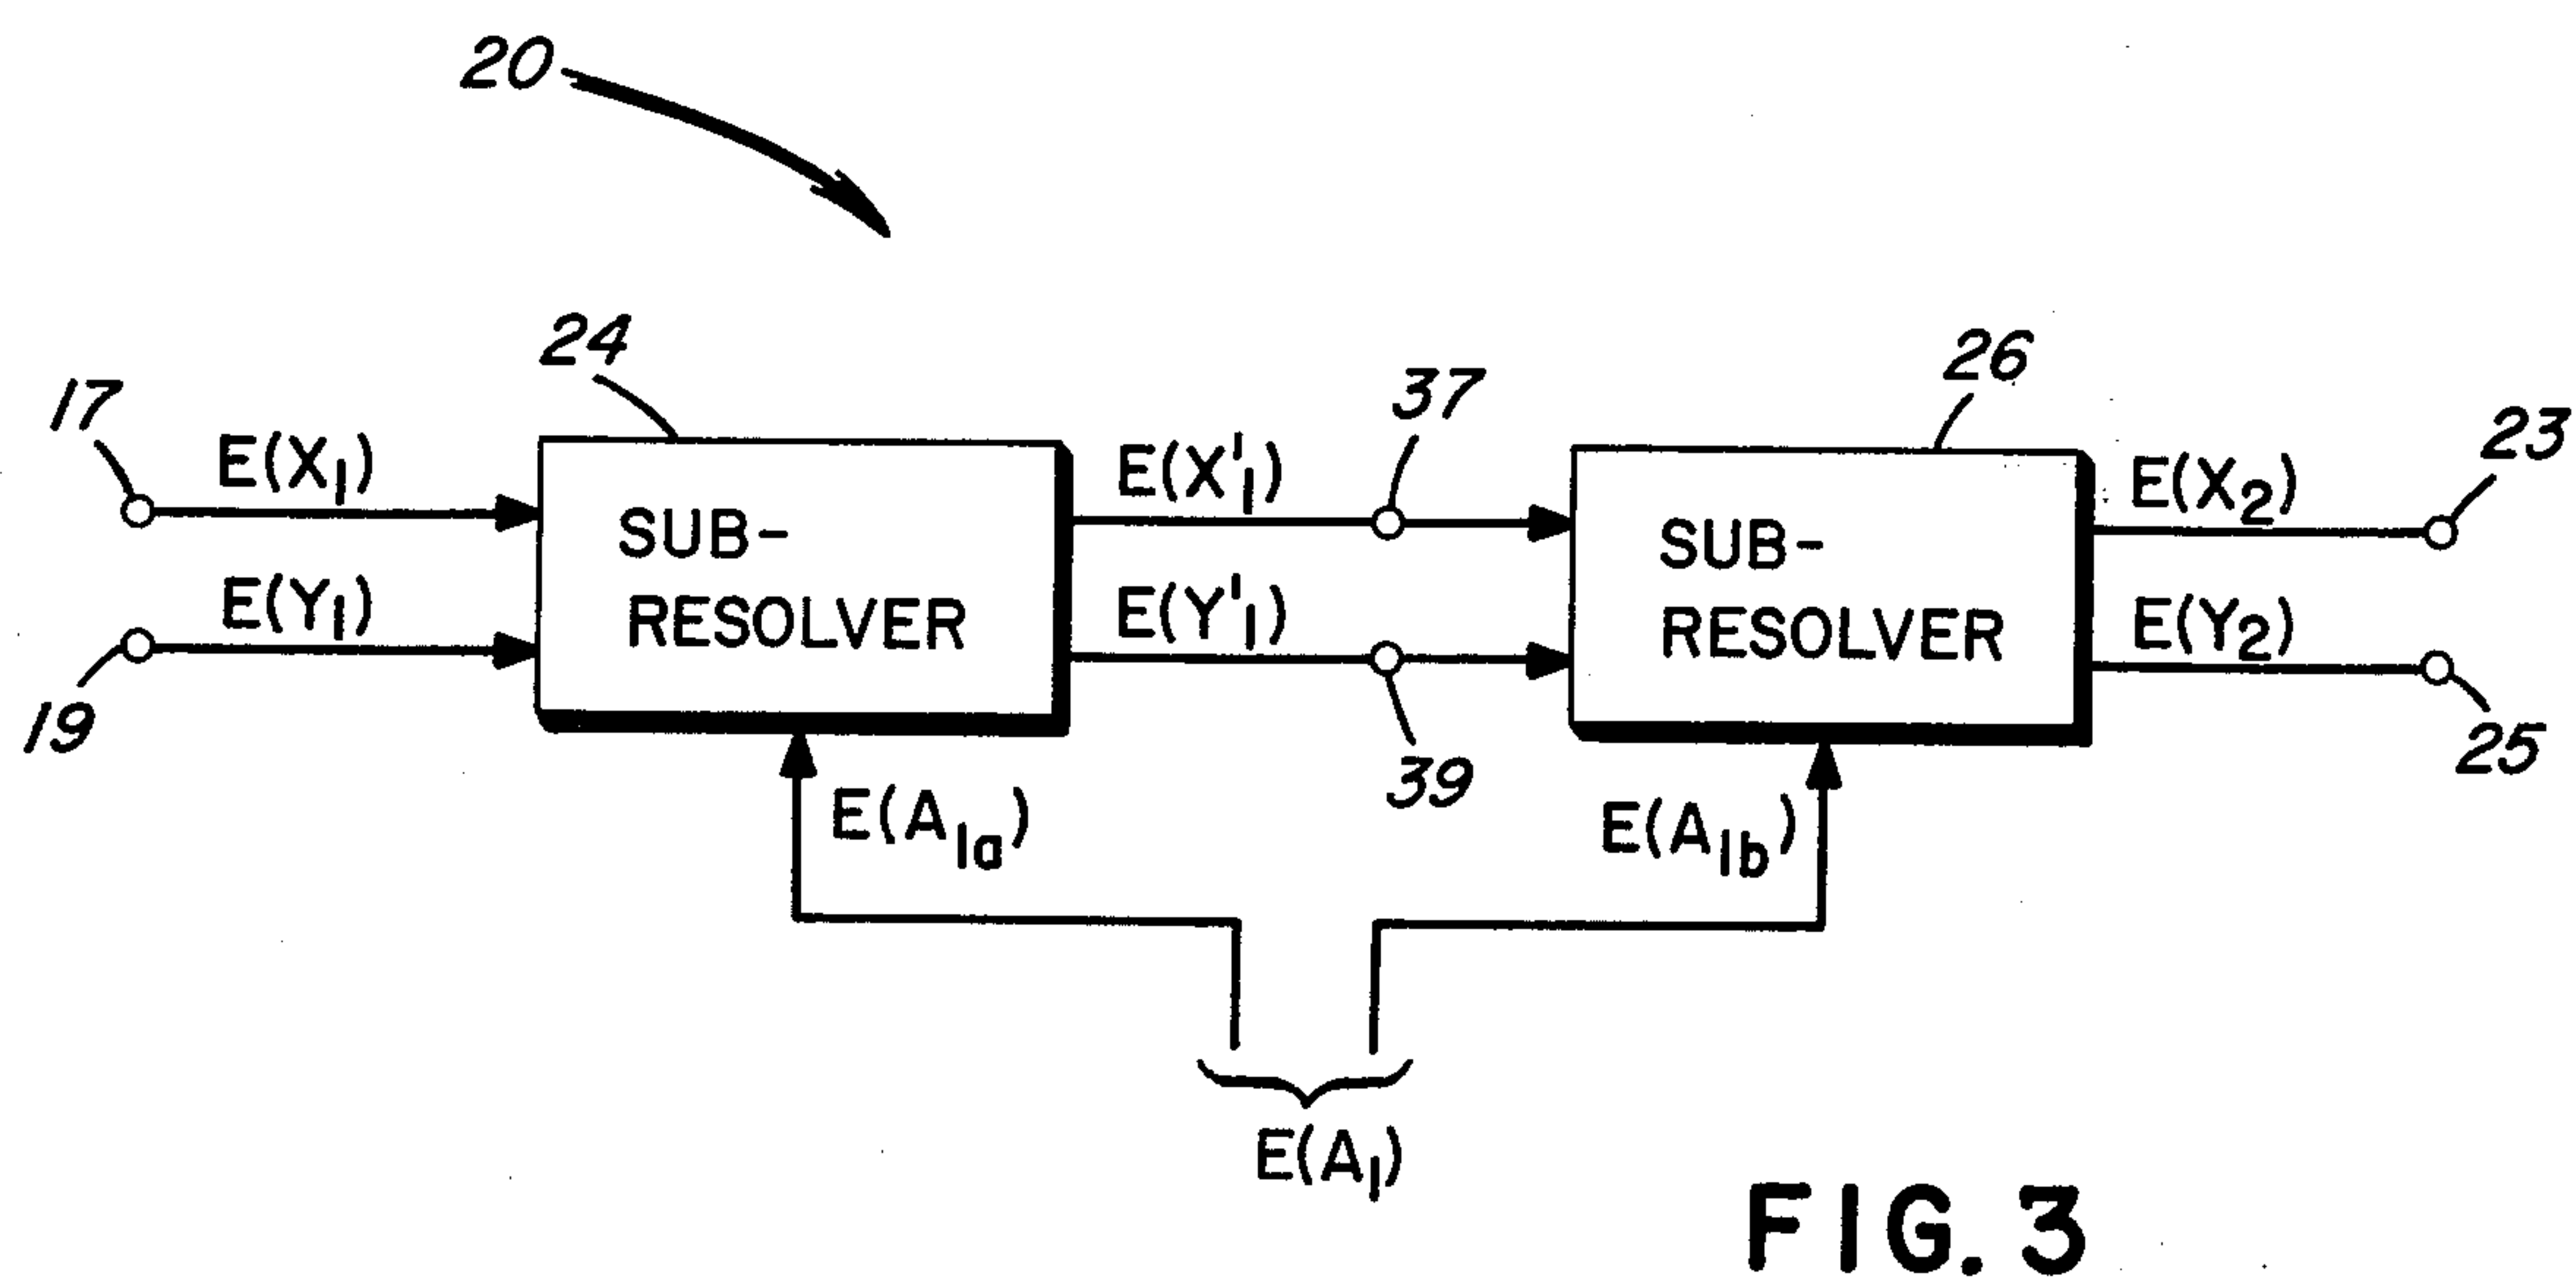 20
24
26
17
37
23
E(X₁)
E(X'₁)
E(X₂)
SUB-
RESOLVER
SUB-
RESOLVER
E(Y₁)
E(Y'₁)
E(Y₂)
19
39
25
E(A₁ₐ)
E(A1b)
E(A₁)
FIG. 3